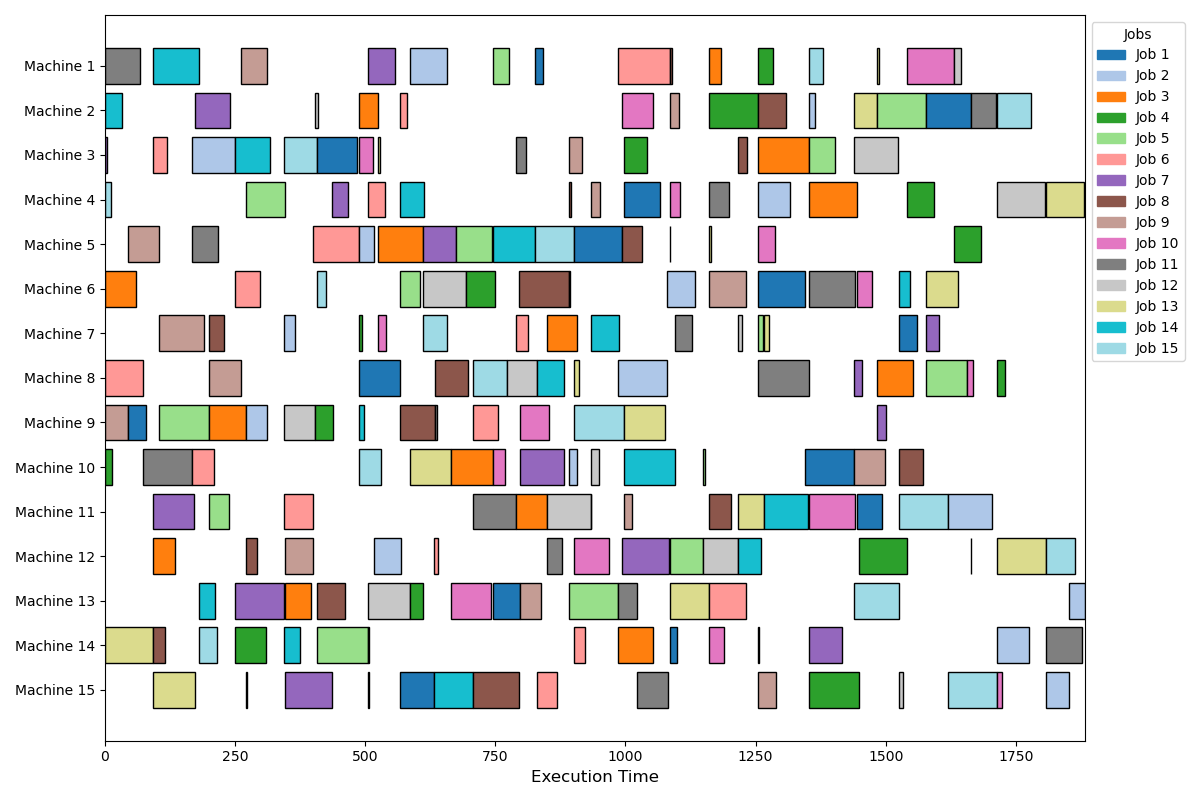 Machine 1
Machine 2
Machine 3
Machine 4
Machine 5
Machine 6
Machine 7
Machine 8
Machine 9
Machine 10
Machine 11
Machine 12
Machine 13
Machine 14
Machine 15
0 250 500 750 1000 1250 1500 1750
Execution Time
Jobs
Job 1
Job 2
Job 3
Job 4
Job 5
Job 6
Job 7
Job 8
Job 9
Job 10
Job 11
Job 12
Job 13
Job 14
Job 15